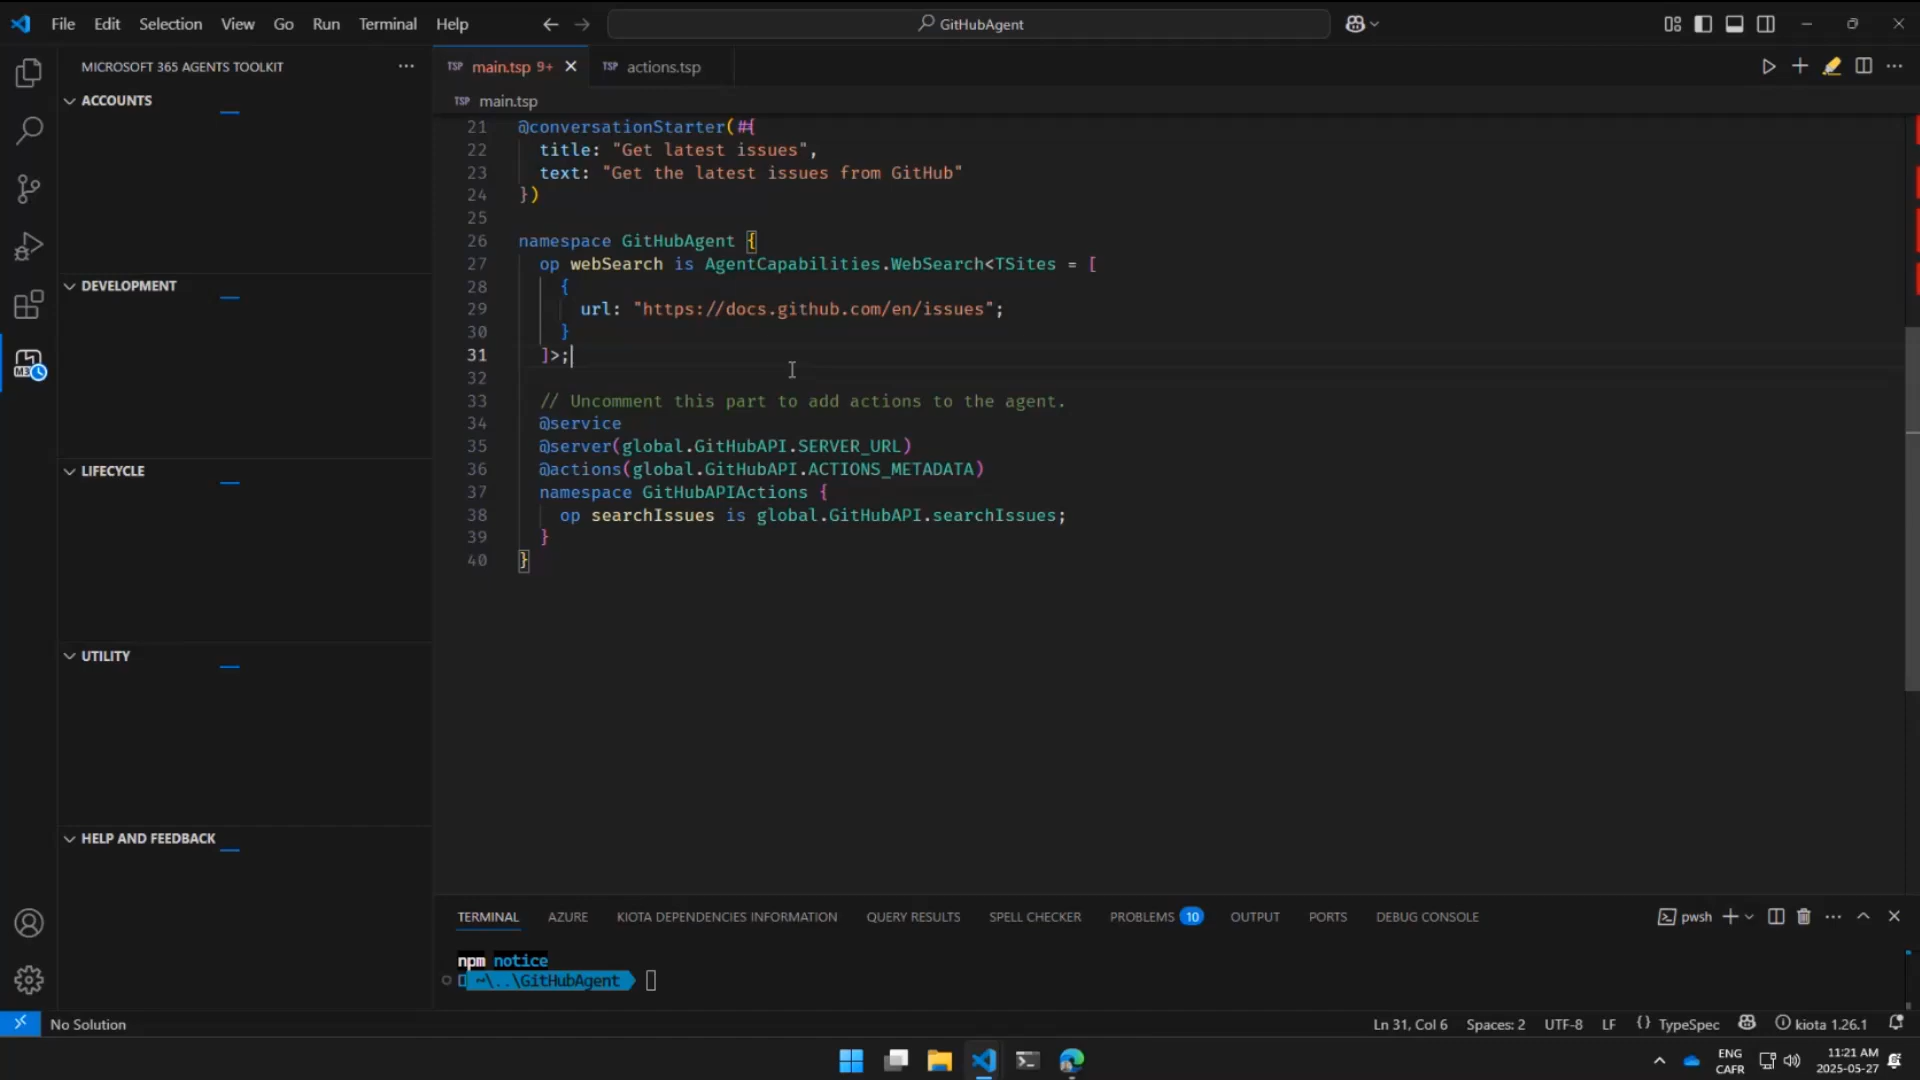 File Edit Selection View Go Run Terminal Help
GitHubAgent
MICROSOFT 365 AGENTS TOOLKIT
ACCOUNTS
DEVELOPMENT
LIFECYCLE
UTILITY
HELP AND FEEDBACK
TSP main.tsp 9+ TSP actions.tsp
TSP main.tsp
21 @conversationStarter(#{
22 title: "Get latest issues",
23 text: "Get the latest issues from GitHub"
24 })
25
26 namespace GitHubAgent {
27 op webSearch is AgentCapabilities.WebSearch<TSites = [
28 {
29 url: "https://docs.github.com/en/issues";
30 }
31 ]>;
32
33 // Uncomment this part to add actions to the agent.
34 @service
35 @server(global.GitHubAPI.SERVER_URL)
36 @actions(global.GitHubAPI.ACTIONS_METADATA)
37 namespace GitHubAPIActions {
38 op searchIssues is global.GitHubAPI.searchIssues;
39 }
40 }
TERMINAL AZURE KIOTA DEPENDENCIES INFORMATION QUERY RESULTS SPELL CHECKER PROBLEMS 10 OUTPUT PORTS DEBUG CONSOLE
pwsh
npm notice
~\..\GitHubAgent
No Solution
Ln 31, Col 6 Spaces: 2 UTF-8 LF {} TypeSpec kiota 1.26.1
ENG
CAFR
11:21 AM
2025-05-27